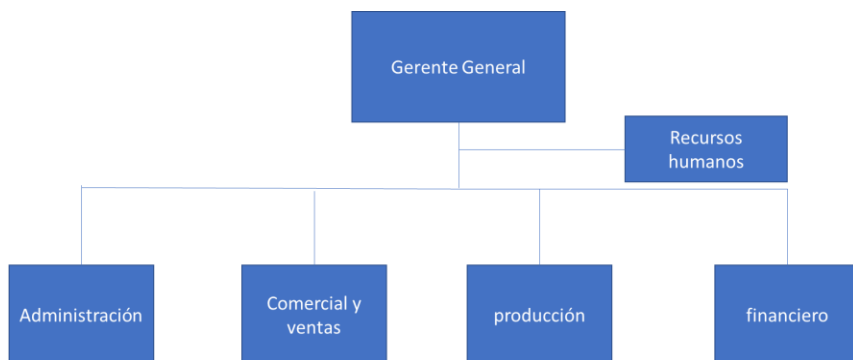 Gerente General
Recursos
humanos
Administración
Comercial y
ventas
producción
financiero